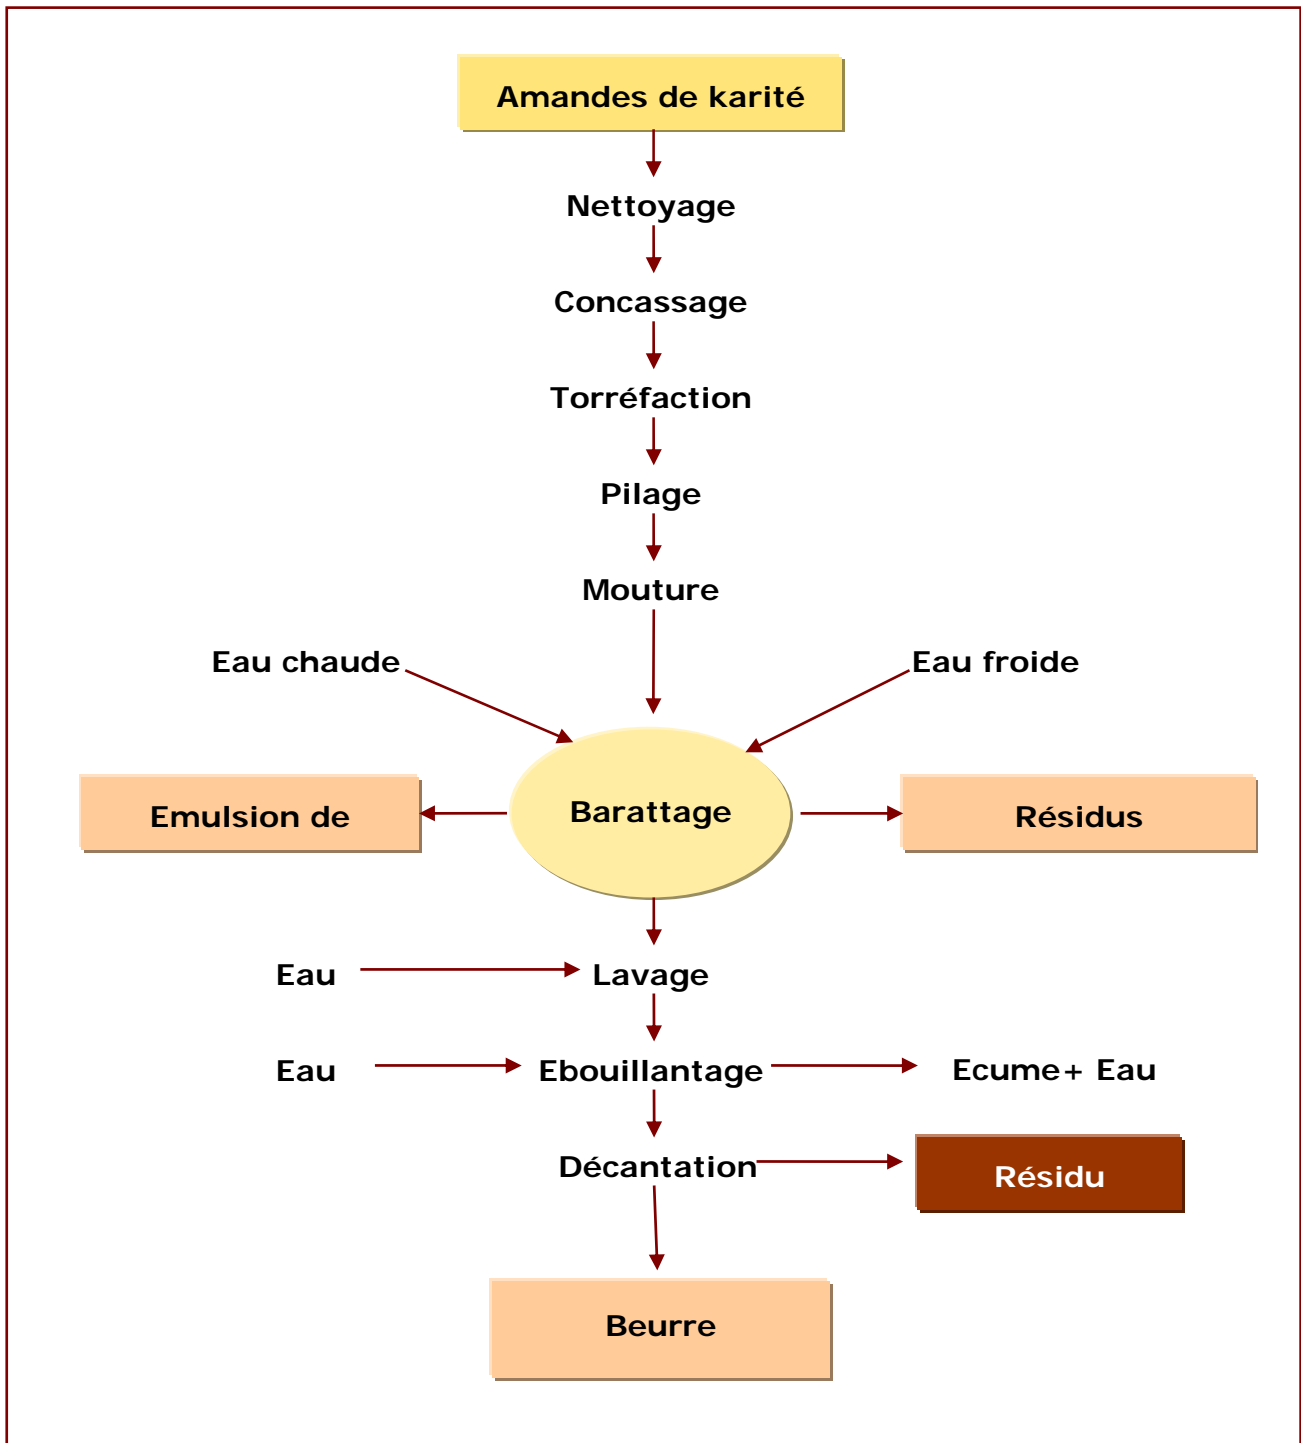 Amandes de karité
Nettoyage
Concassage
Torréfaction
Pilage
Mouture
Eau chaude
Eau froide
Emulsion de
Barattage
Résidus
Eau
Lavage
Eau
Ebouillantage
Ecume+ Eau
Décantation
Résidu
Beurre